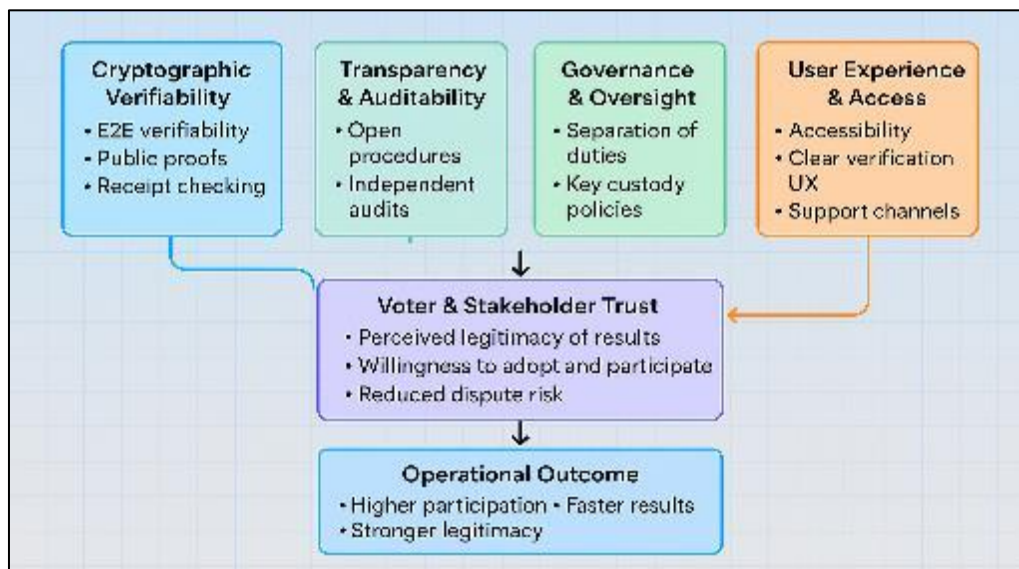 Cryptographic
Verifiability
• E2E verifiability
• Public proofs
• Receipt checking
Transparency
& Auditability
• Open
procedures
• Independent
audits
Governance
& Oversight
• Separation of
duties
• Key custody
policies
User Experience
& Access
• Accessibility
• Clear verification
UX
• Support channels
Voter & Stakeholder Trust
• Perceived legitimacy of results
• Willingness to adopt and participate
• Reduced dispute risk
Operational Outcome
• Higher participation • Faster results
• Stronger legitimacy